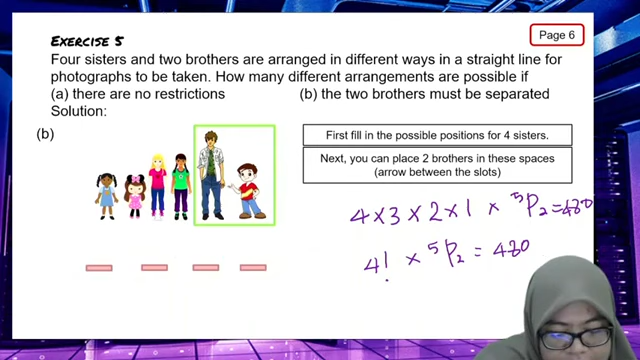 Exercise 5
Page 6
Four sisters and two brothers are arranged in different ways in a straight line for
photographs to be taken. How many different arrangements are possible if
(a) there are no restrictions (b) the two brothers must be separated
Solution:
(b)
First fill in the possible positions for 4 sisters.
Next, you can place 2 brothers in these spaces
(arrow between the slots)
4 × 3 × 2 × 1 × ⁵P₂ = 480
4! × ⁵P₂ = 480